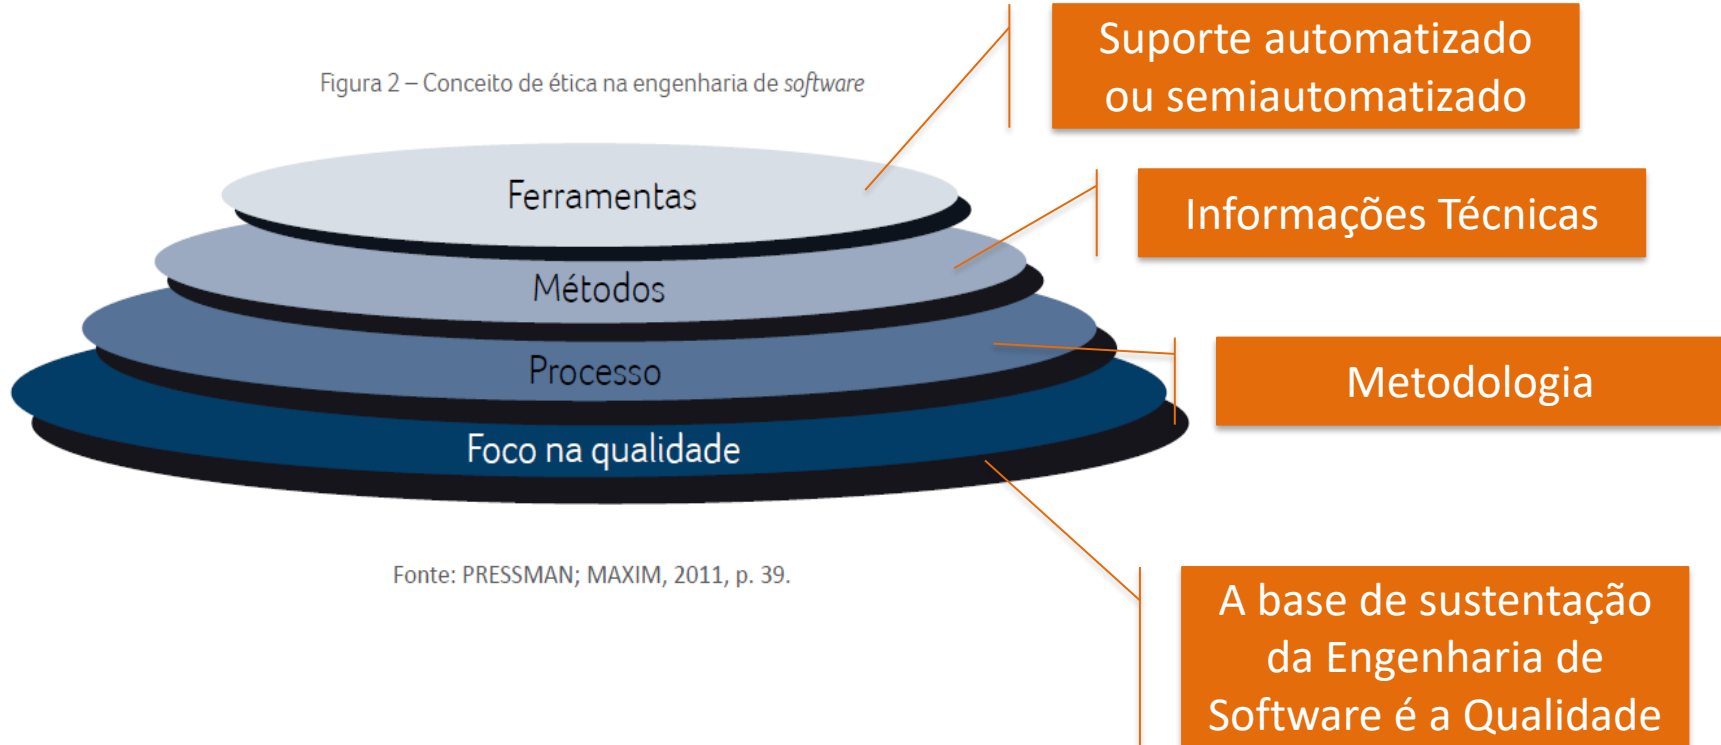 Figura 2 – Conceito de ética na engenharia de software
Suporte automatizado
ou semiautomatizado
Ferramentas
Informações Técnicas
Métodos
Processo
Metodologia
Foco na qualidade
Fonte: PRESSMAN; MAXIM, 2011, p. 39.
A base de sustentação
da Engenharia de
Software é a Qualidade